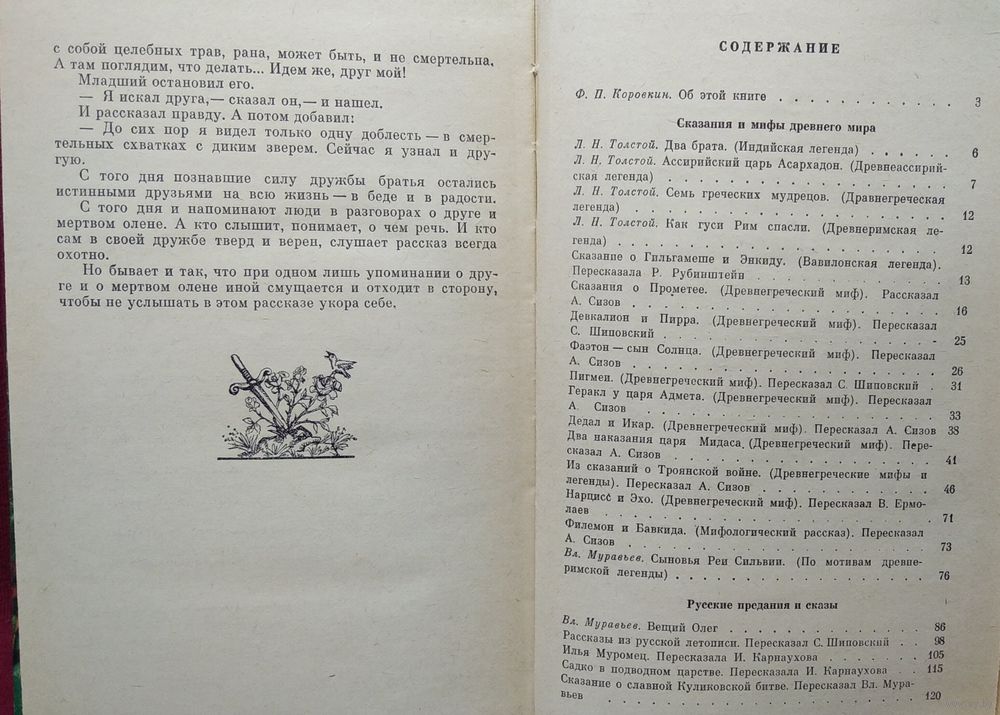 с собой целебных трав, рана, может быть, и не смертельна.
А там поглядим, что делать... Идем же, друг мой!
Младший остановил его.
— Я искал друга,— сказал он,— и нашел.
И рассказал правду. А потом добавил:
— До сих пор я видел только одну доблесть — в смер-
тельных схватках с диким зверем. Сейчас я узнал и дру-
гую.
С того дня познавшие силу дружбы братья остались
истинными друзьями на всю жизнь — в беде и в радости.
С того дня и напоминают люди в разговорах о друге и
мертвом олене. А кто слышит, понимает, о чем речь. И кто
сам в своей дружбе тверд и верен, слушает рассказ всегда
охотно.
Но бывает и так, что при одном лишь упоминании о дру-
ге и о мертвом олене иной смущается и отходит в сторону,
чтобы не услышать в этом рассказе укора себе.
СОДЕРЖАНИЕ
Ф. П. Коровкин. Об этой книге . . . . . . . . . . . . 3
Сказания и мифы древнего мира
Л. Н. Толстой. Два брата. (Индийская легенда) . . . . . . 6
Л. Н. Толстой. Ассирийский царь Асархадон. (Древнеассирий-
ская легенда) . . . . . . . . . . . . . . . . . . 7
Л. Н. Толстой. Семь греческих мудрецов. (Дравнегреческая
легенда) . . . . . . . . . . . . . . . . . . . . 12
Л. Н. Толстой. Как гуси Рим спасли. (Древнеримская ле-
генда) . . . . . . . . . . . . . . . . . . . . . 12
Сказание о Гильгамеше и Энкиду. (Вавилонская легенда).
Пересказала Р. Рубинштейн . . . . . . . . . . . . 13
Сказания о Прометее. (Древнегреческий миф). Рассказал
А. Сизов . . . . . . . . . . . . . . . . . . . . 16
Девкалион и Пирра. (Древнегреческий миф). Пересказал
С. Шиповский . . . . . . . . . . . . . . . . . . 25
Фаэтон — сын Солнца. (Древнегреческий миф). Пересказал
А. Сизов . . . . . . . . . . . . . . . . . . . . 26
Пигмеи. (Древнегреческий миф). Пересказал С. Шиповский . 31
Геракл у царя Адмета. (Древнегреческий миф). Пересказал
А. Сизов . . . . . . . . . . . . . . . . . . . . 33
Дедал и Икар. (Древнегреческий миф). Пересказал А. Сизов 38
Два наказания царя Мидаса. (Древнегреческий миф). Пере-
сказал А. Сизов . . . . . . . . . . . . . . . . . 41
Из сказаний о Троянской войне. (Древнегреческие мифы и
легенды). Пересказал А. Сизов . . . . . . . . . . 46
Нарцисс и Эхо. (Древнегреческий миф). Пересказал В. Ермо-
лаев . . . . . . . . . . . . . . . . . . . . . . 71
Филемон и Бавкида. (Мифологический рассказ). Пересказал
А. Сизов . . . . . . . . . . . . . . . . . . . . 73
Вл. Муравьев. Сыновья Реи Сильвии. (По мотивам древне-
римской легенды) . . . . . . . . . . . . . . . . 76
Русские предания и сказы
Вл. Муравьев. Вещий Олег . . . . . . . . . . . . 86
Рассказы из русской летописи. Пересказал С. Шиповский . . 98
Илья Муромец. Пересказала И. Карнаухова . . . . . . 105
Садко в подводном царстве. Пересказала И. Карнаухова . . 115
Сказание о славной Куликовской битве. Пересказал Вл. Мура-
вьев . . . . . . . . . . . . . . . . . . . . . . 120